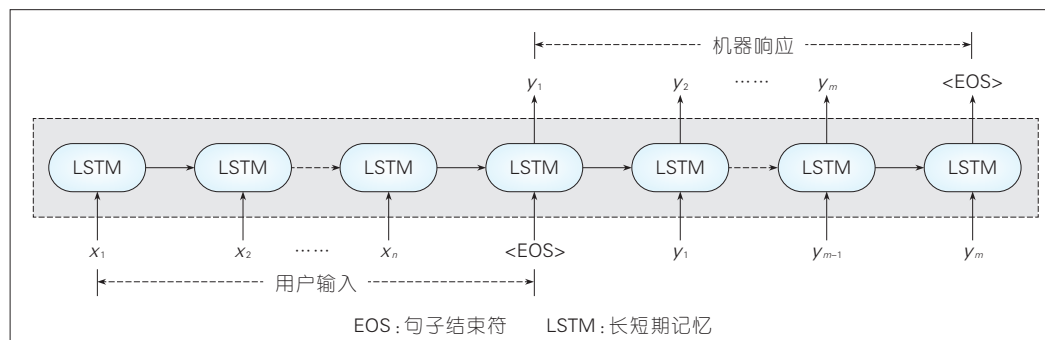 机器响应
y₁ y₂ …… yₘ <EOS>
LSTM LSTM LSTM LSTM LSTM LSTM LSTM
x₁ x₂ …… xₙ <EOS> y₁ yₘ₋₁ yₘ
用户输入
EOS：句子结束符 LSTM：长短期记忆